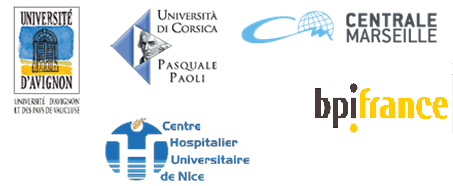 UNIVERSITÉ
D'AVIGNON
UNIVERSITÉ D'AVIGNON
ET DES PAYS DE VAUCLUSE
UNIVERSITÀ
DI CORSICA
PASQUALE
PAOLI
CENTRALE
MARSEILLE
bpifrance
Centre
Hospitalier
Universitaire
de Nice